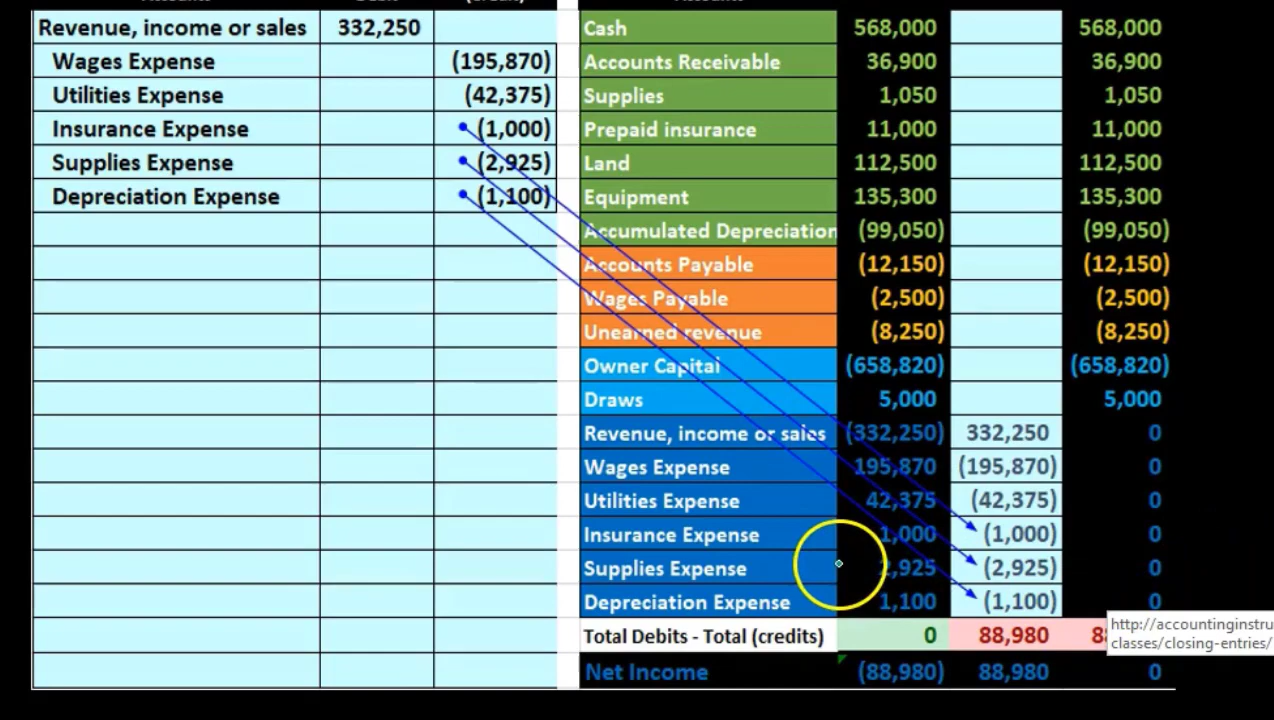 Revenue, income or sales 332,250
Wages Expense (195,870)
Utilities Expense (42,375)
Insurance Expense (1,000)
Supplies Expense (2,925)
Depreciation Expense (1,100)
Cash 568,000 568,000
Accounts Receivable 36,900 36,900
Supplies 1,050 1,050
Prepaid insurance 11,000 11,000
Land 112,500 112,500
Equipment 135,300 135,300
Accumulated Depreciation (99,050) (99,050)
Accounts Payable (12,150) (12,150)
Wages Payable (2,500) (2,500)
Unearned revenue (8,250) (8,250)
Owner Capital (658,820) (658,820)
Draws 5,000 5,000
Revenue, income or sales (332,250) 332,250 0
Wages Expense 195,870 (195,870) 0
Utilities Expense 42,375 (42,375) 0
Insurance Expense 1,000 (1,000) 0
Supplies Expense 2,925 (2,925) 0
Depreciation Expense 1,100 (1,100) 0
Total Debits - Total (credits) 0 88,980
Net Income (88,980) 88,980 0
http://accountinginstru
classes/closing-entries/